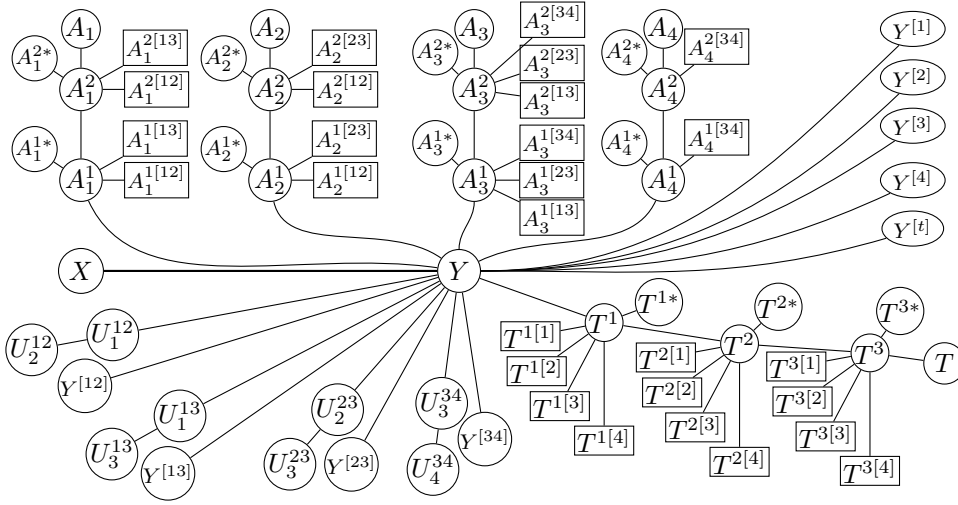 A_1 A_2 A_3 A_4 Y^{[1]}
A_1^{2*} A_1^{2[13]} A_2^{2*} A_2^{2[23]} A_3^{2*} A_3^{2[34]} A_4^{2*} A_4^{2[34]}
A_3^{2[23]} Y^{[2]}
A_1^2 A_1^{2[12]} A_2^2 A_2^{2[12]} A_3^2 A_3^{2[13]} A_4^2
A_1^{1*} A_1^{1[13]} A_2^{1*} A_2^{1[23]} A_3^{1*} A_3^{1[34]} A_4^{1*} A_4^{1[34]} Y^{[3]}
A_1^1 A_1^{1[12]} A_2^1 A_2^{1[12]} A_3^1 A_3^{1[23]} A_4^1 Y^{[4]}
A_3^{1[13]} Y^{[t]}
X Y
T^{1*} T^{2*} T^{3*}
U_2^{12} U_1^{12} T^{1[1]} T^1 T^{2[1]} T^2 T^{3[1]} T^3 T
Y^{[12]} T^{1[2]} T^{2[2]} T^{3[2]}
U_1^{13} U_2^{23} U_3^{34} T^{1[3]} T^{2[3]} T^{3[3]}
U_3^{13} Y^{[13]} U_3^{23} Y^{[23]} U_4^{34} Y^{[34]} T^{1[4]} T^{2[4]} T^{3[4]}